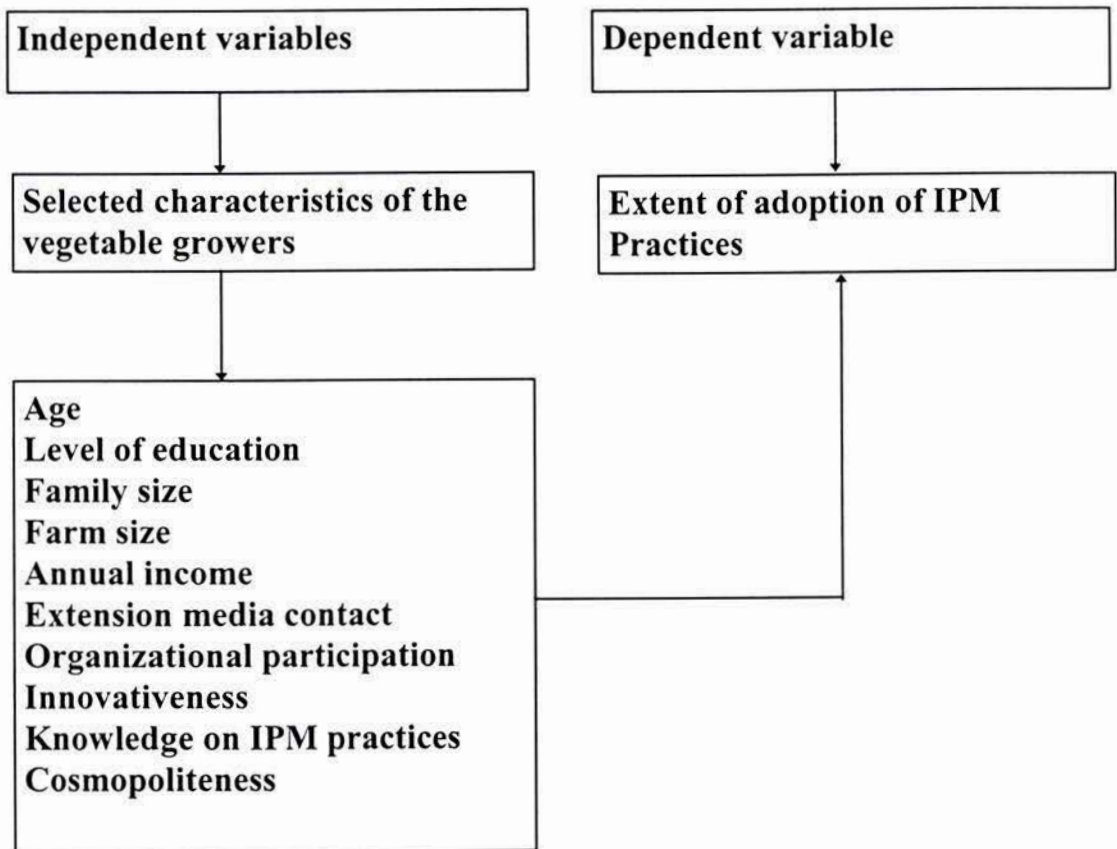 Independent variables
Dependent variable
Selected characteristics of the
vegetable growers
Extent of adoption of IPM
Practices
Age
Level of education
Family size
Farm size
Annual income
Extension media contact
Organizational participation
Innovativeness
Knowledge on IPM practices
Cosmopoliteness